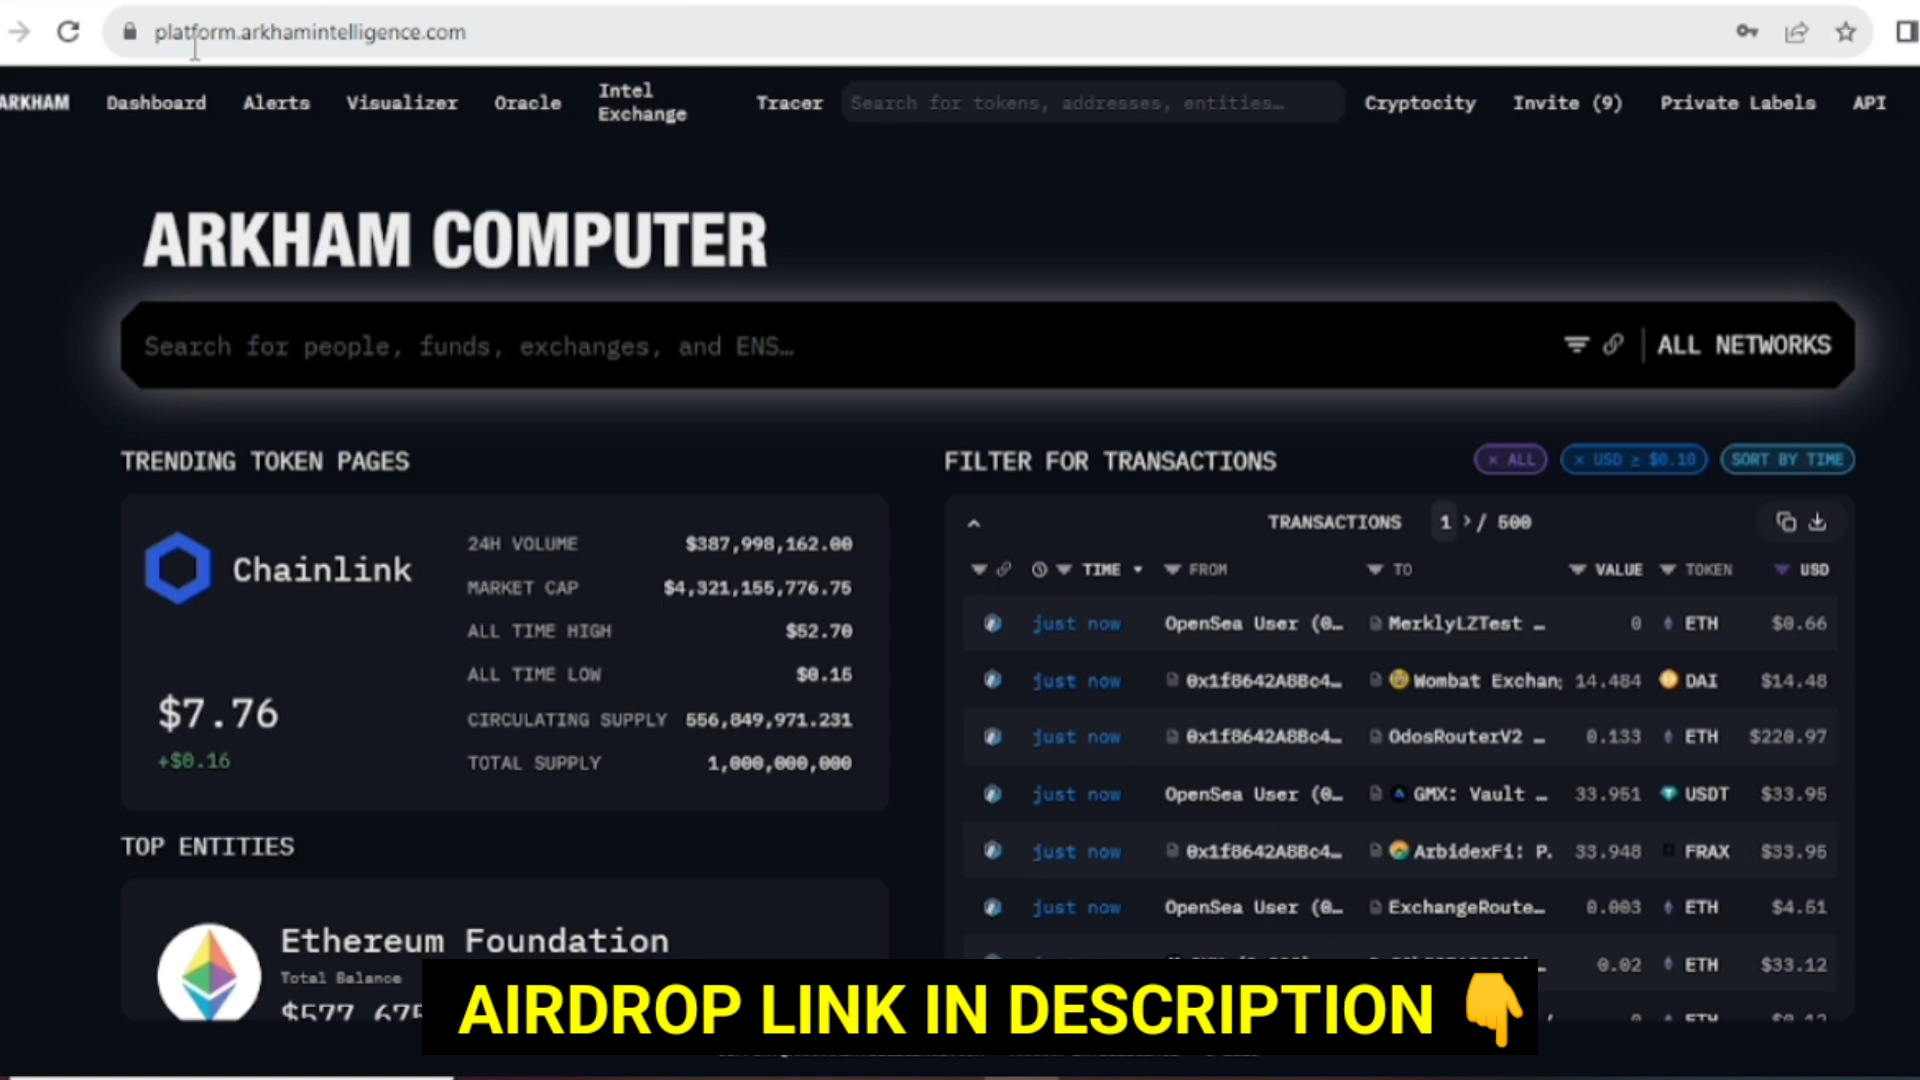 platform.arkhamintelligence.com
ARKHAM Dashboard Alerts Visualizer Oracle Intel Exchange Tracer Search for tokens, addresses, entities… Cryptocity Invite (9) Private Labels API
ARKHAM COMPUTER
Search for people, funds, exchanges, and ENS… ALL NETWORKS
TRENDING TOKEN PAGES
Chainlink
$7.76
+$0.16
24H VOLUME $387,998,162.00
MARKET CAP $4,321,155,776.75
ALL TIME HIGH $52.70
ALL TIME LOW $0.15
CIRCULATING SUPPLY 556,849,971.231
TOTAL SUPPLY 1,000,000,000
TOP ENTITIES
Ethereum Foundation
Total Balance
FILTER FOR TRANSACTIONS × ALL × USD ≥ $0.10 SORT BY TIME
TRANSACTIONS 1 > / 500
TIME FROM TO VALUE TOKEN USD
just now OpenSea User (0… MerklyLZTest … 0 ETH $0.66
just now 0x1f8642A8Bc4… Wombat Exchan 14.484 DAI $14.48
just now 0x1f8642A8Bc4… OdosRouterV2 … 0.133 ETH $220.97
just now OpenSea User (0… GMX: Vault … 33.951 USDT $33.95
just now 0x1f8642A8Bc4… ArbidexFi: P. 33.948 FRAX $33.95
just now OpenSea User (0… ExchangeRoute… 0.003 ETH $4.51
0.02 ETH $33.12
0 ETH $0.12
AIRDROP LINK IN DESCRIPTION